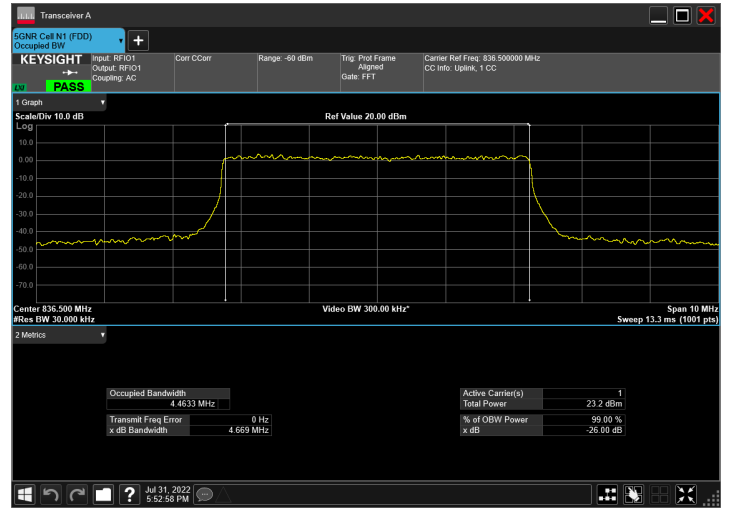 Transceiver A
5GNR Cell N1 (FDD)
Occupied BW
KEYSIGHT Input: RFIO1 Corr CCorr Range: -60 dBm Trig: Prot Frame Carrier Ref Freq: 836.500000 MHz
Output: RFIO1 Aligned CC Info: Uplink, 1 CC
Coupling: AC Gate: FFT
PASS
1 Graph
Scale/Div 10.0 dB Ref Value 20.00 dBm
Log
10.0
0.00
-10.0
-20.0
-30.0
-40.0
-50.0
-60.0
-70.0
Center 836.500 MHz Video BW 300.00 kHz* Span 10 MHz
#Res BW 30.000 kHz Sweep 13.3 ms (1001 pts)
2 Metrics
Occupied Bandwidth Active Carrier(s) 1
4.4633 MHz Total Power 23.2 dBm
Transmit Freq Error 0 Hz % of OBW Power 99.00 %
x dB Bandwidth 4.669 MHz x dB -26.00 dB
? Jul 31, 2022
5:52:58 PM